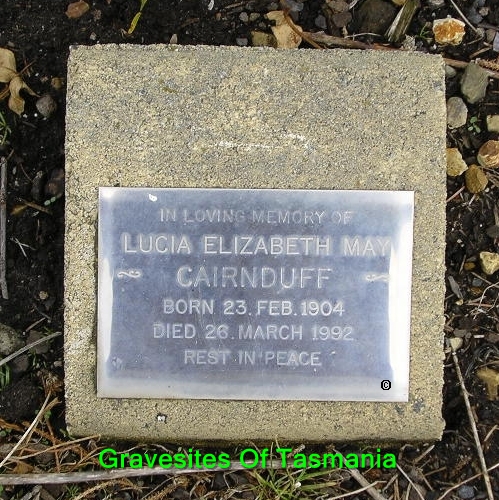 IN LOVING MEMORY OF
LUCIA ELIZABETH MAY
CAIRNDUFF
BORN 23. FEB. 1904
DIED 26. MARCH 1992
REST IN PEACE
©
Gravesites Of Tasmania